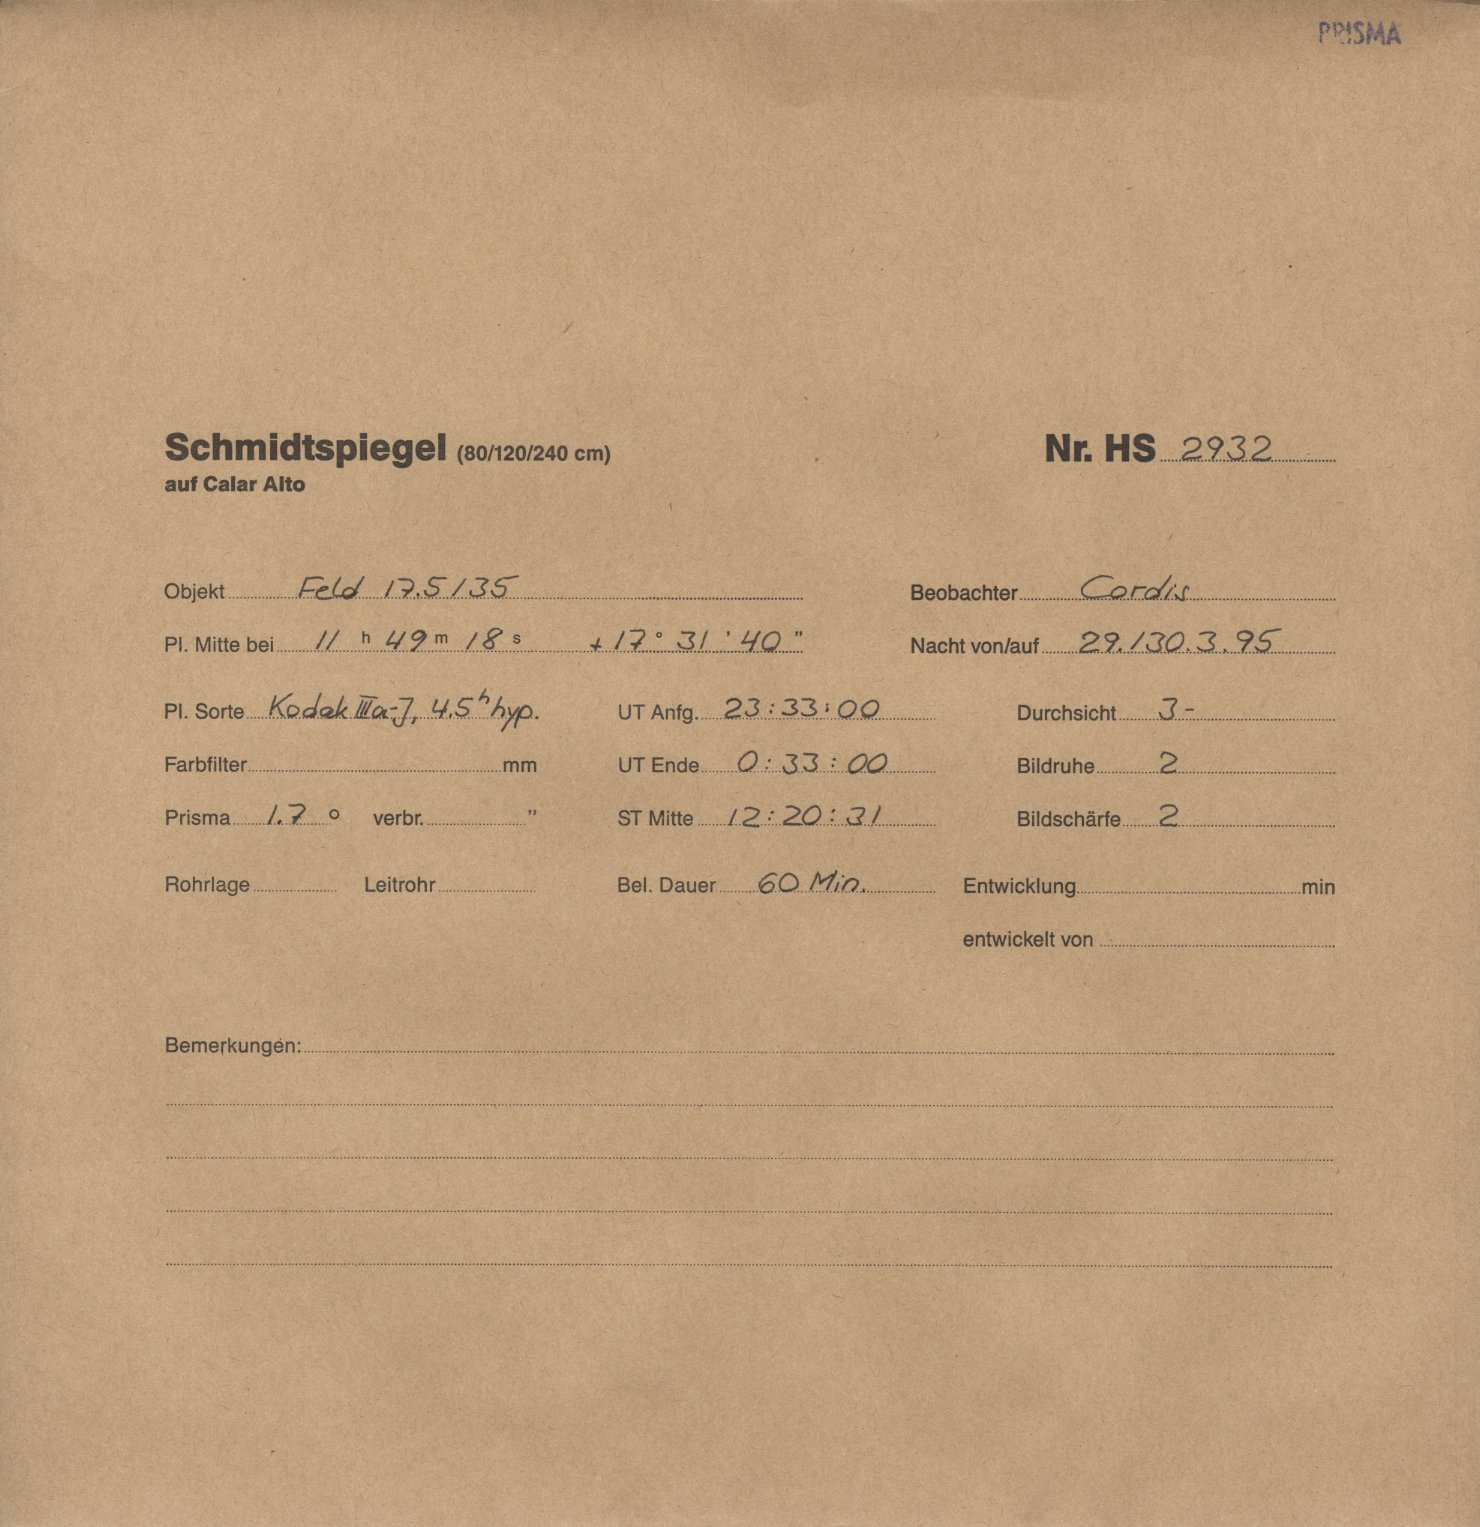 PRISMA
Schmidtspiegel (80/120/240 cm) Nr. HS 2932
auf Calar Alto
Objekt Feld 17.5/35 Beobachter Cordis
Pl. Mitte bei 11 h 49 m 18 s + 17° 31 ' 40 " Nacht von/auf 29./30.3.95
Pl. Sorte Kodak IIIa-J, 4.5h hyp. UT Anfg. 23:33:00 Durchsicht 3-
Farbfilter mm UT Ende 0:33:00 Bildruhe 2
Prisma 1.7 ° verbr. " ST Mitte 12:20:31 Bildschärfe 2
Rohrlage Leitrohr Bel. Dauer 60 Min. Entwicklung min
entwickelt von
Bemerkungen: